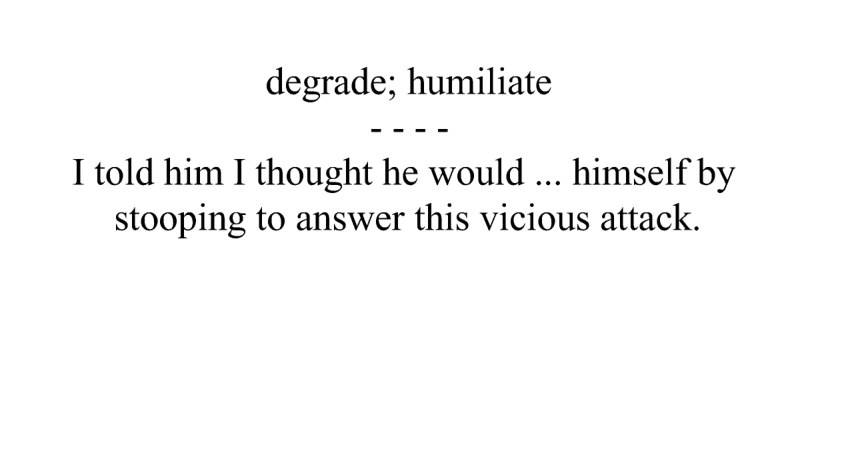 degrade; humiliate
- - - -
I told him I thought he would ... himself by
stooping to answer this vicious attack.